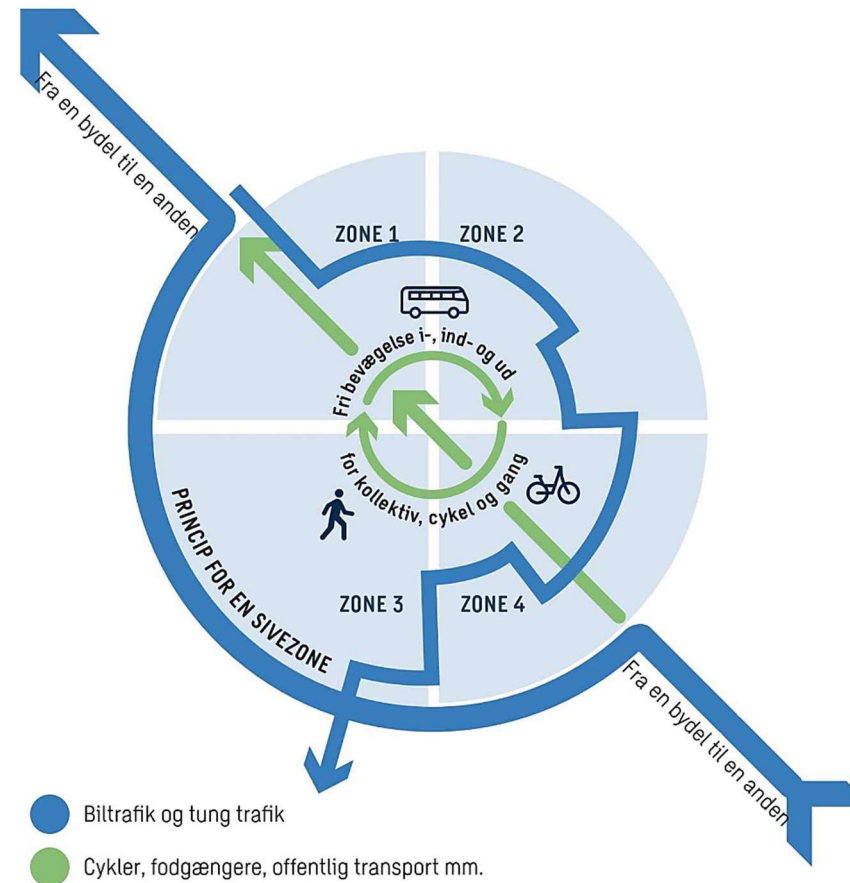 Fra en bydel til en anden
ZONE 1
ZONE 2
Fri bevægelse i-, ind- og ud
for kollektiv, cykel og gang
PRINCIP FOR EN SIVEZONE
ZONE 3
ZONE 4
Fra en bydel til en anden
Biltrafik og tung trafik
Cykler, fodgængere, offentlig transport mm.